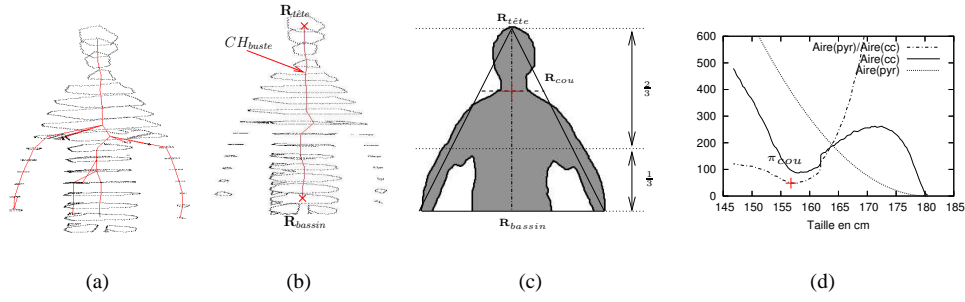 R_tête
CH_buste
R_bassin
(a)
(b)
R_tête
R_cou
2/3
1/3
R_bassin
(c)
600
500
400
300
200
100
0
Aire(pyr)/Aire(cc)
Aire(cc)
Aire(pyr)
π_cou
145 150 155 160 165 170 175 180 185
Taille en cm
(d)